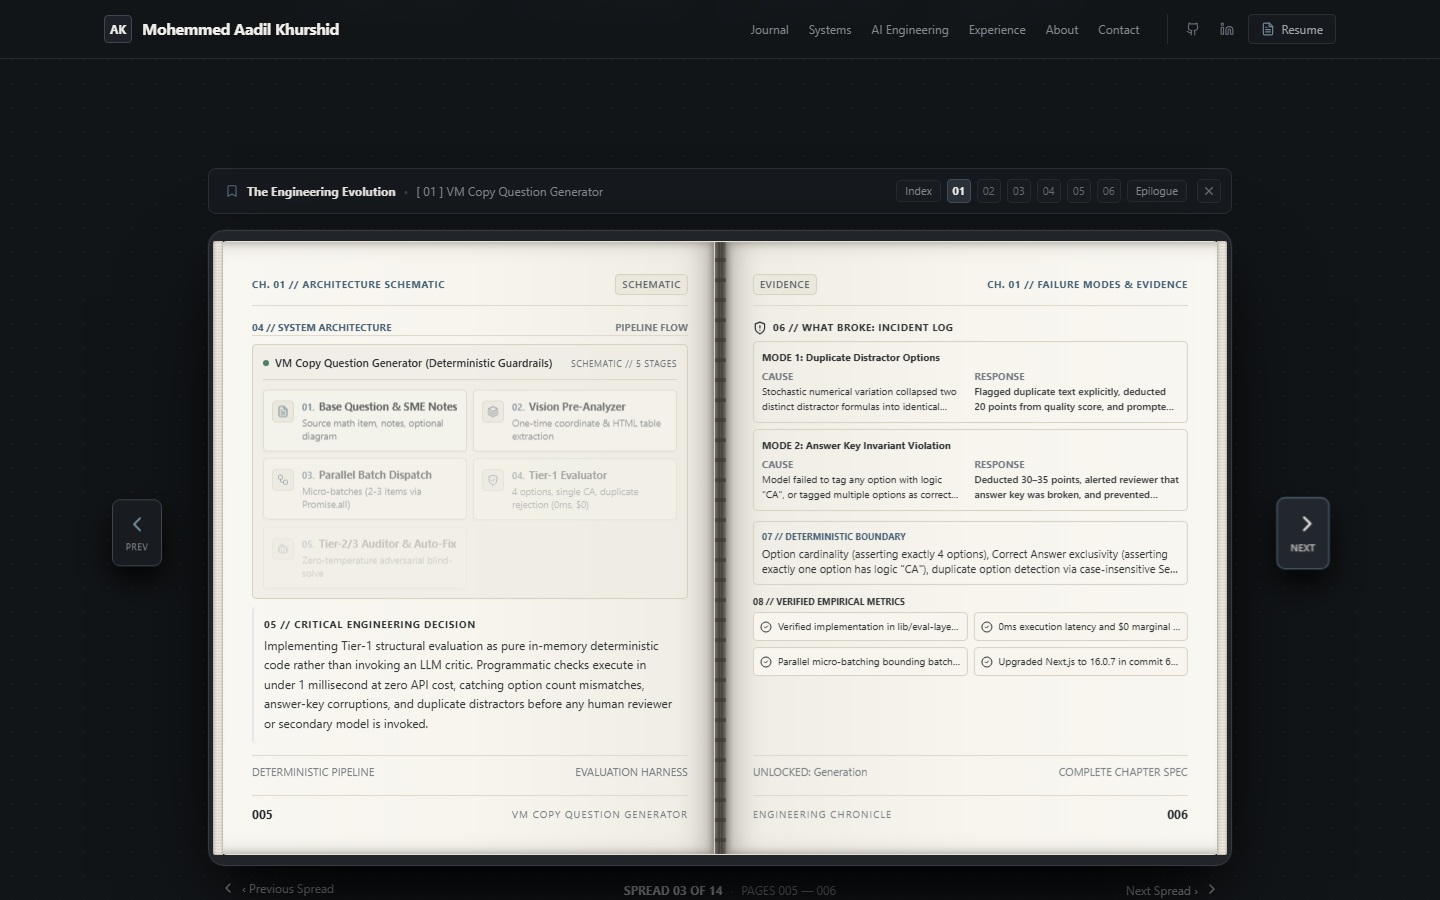 AK Mohemmed Aadil Khurshid
Journal Systems AI Engineering Experience About Contact Resume
The Engineering Evolution • [ 01 ] VM Copy Question Generator
Index 01 02 03 04 05 06 Epilogue ✕
CH. 01 // ARCHITECTURE SCHEMATIC SCHEMATIC
04 // SYSTEM ARCHITECTURE PIPELINE FLOW
VM Copy Question Generator (Deterministic Guardrails) SCHEMATIC // 5 STAGES
01. Base Question & SME Notes
Source math item, notes, optional
diagram
02. Vision Pre-Analyzer
One-time coordinate & HTML table
extraction
03. Parallel Batch Dispatch
Micro-batches (2-3 items via
Promise.all)
04. Tier-1 Evaluator
4 options, single CA, duplicate
rejection (0ms, $0)
05. Tier-2/3 Auditor & Auto-Fix
Zero-temperature adversarial blind-
solve
05 // CRITICAL ENGINEERING DECISION
Implementing Tier-1 structural evaluation as pure in-memory deterministic
code rather than invoking an LLM critic. Programmatic checks execute in
under 1 millisecond at zero API cost, catching option count mismatches,
answer-key corruptions, and duplicate distractors before any human reviewer
or secondary model is invoked.
DETERMINISTIC PIPELINE EVALUATION HARNESS
005 VM COPY QUESTION GENERATOR
EVIDENCE CH. 01 // FAILURE MODES & EVIDENCE
06 // WHAT BROKE: INCIDENT LOG
MODE 1: Duplicate Distractor Options
CAUSE
Stochastic numerical variation collapsed two
distinct distractor formulas into identical...
RESPONSE
Flagged duplicate text explicitly, deducted
20 points from quality score, and prompte...
MODE 2: Answer Key Invariant Violation
CAUSE
Model failed to tag any option with logic
"CA", or tagged multiple options as correct...
RESPONSE
Deducted 30–35 points, alerted reviewer that
answer key was broken, and prevented...
07 // DETERMINISTIC BOUNDARY
Option cardinality (asserting exactly 4 options), Correct Answer exclusivity (asserting
exactly one option has logic "CA"), duplicate option detection via case-insensitive Se...
08 // VERIFIED EMPIRICAL METRICS
Verified implementation in lib/eval-laye...
0ms execution latency and $0 marginal ...
Parallel micro-batching bounding batch...
Upgraded Next.js to 16.0.7 in commit 6...
UNLOCKED: Generation COMPLETE CHAPTER SPEC
ENGINEERING CHRONICLE 006
PREV
NEXT
‹ Previous Spread SPREAD 03 OF 14 · PAGES 005 — 006 Next Spread ›